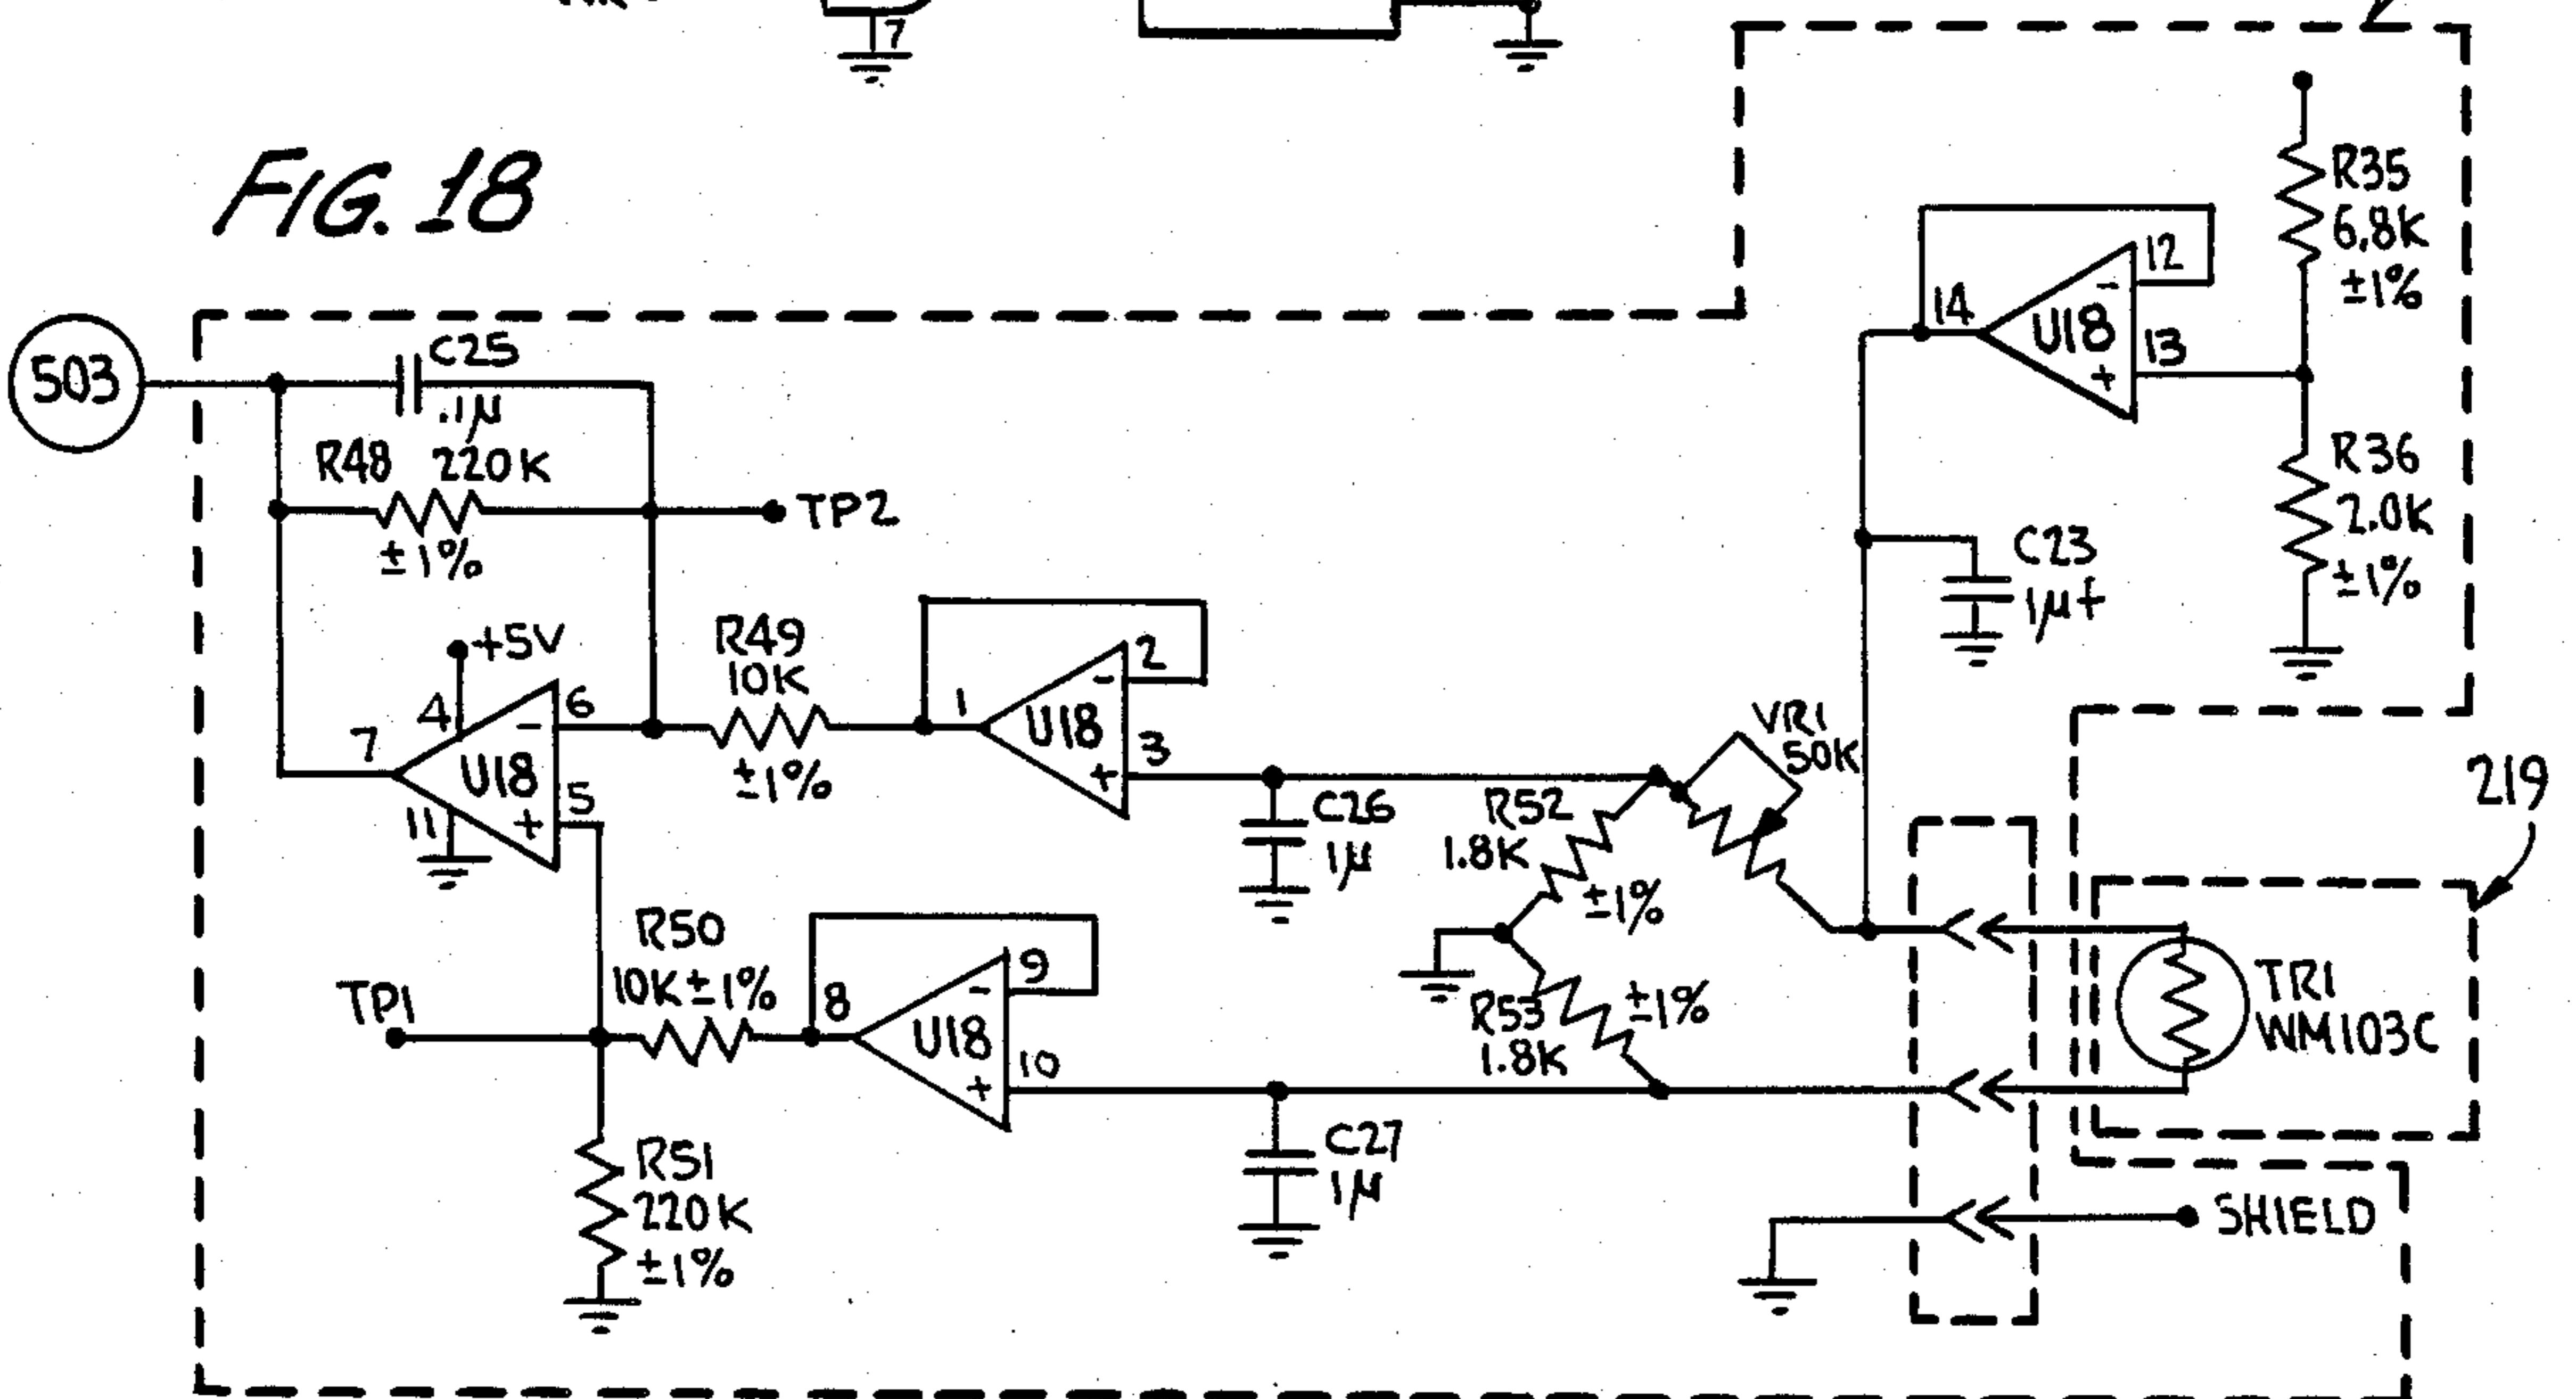 7
FIG. 18
R35
6.8K
±1%
12
14
U18
13
-
+
503
C25
.1μ
R48 220K
±1%
TP2
R36
2.0K
±1%
C23
1μf
+5V
R49
10K
±1%
4
6
7
U18
5
11
-
+
1
2
U18
3
-
+
VR1
50K
C26
1μ
R52
1.8K
±1%
219
R50
10K±1%
TP1
8
9
U18
10
-
+
R53
1.8K
±1%
TR1
WM103C
R51
220K
±1%
C27
1μ
SHIELD